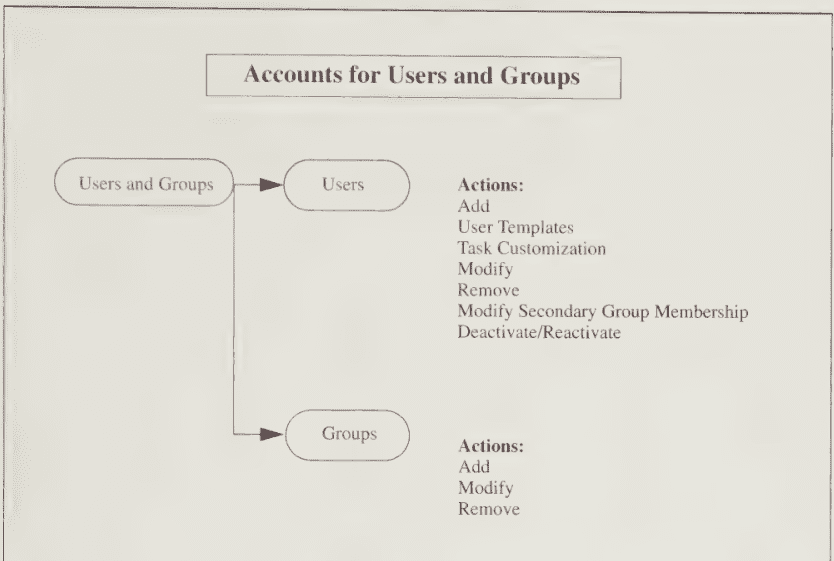 Accounts for Users and Groups
Users and Groups
Users
Actions:
Add
User Templates
Task Customization
Modify
Remove
Modify Secondary Group Membership
Deactivate/Reactivate
Groups
Actions:
Add
Modify
Remove